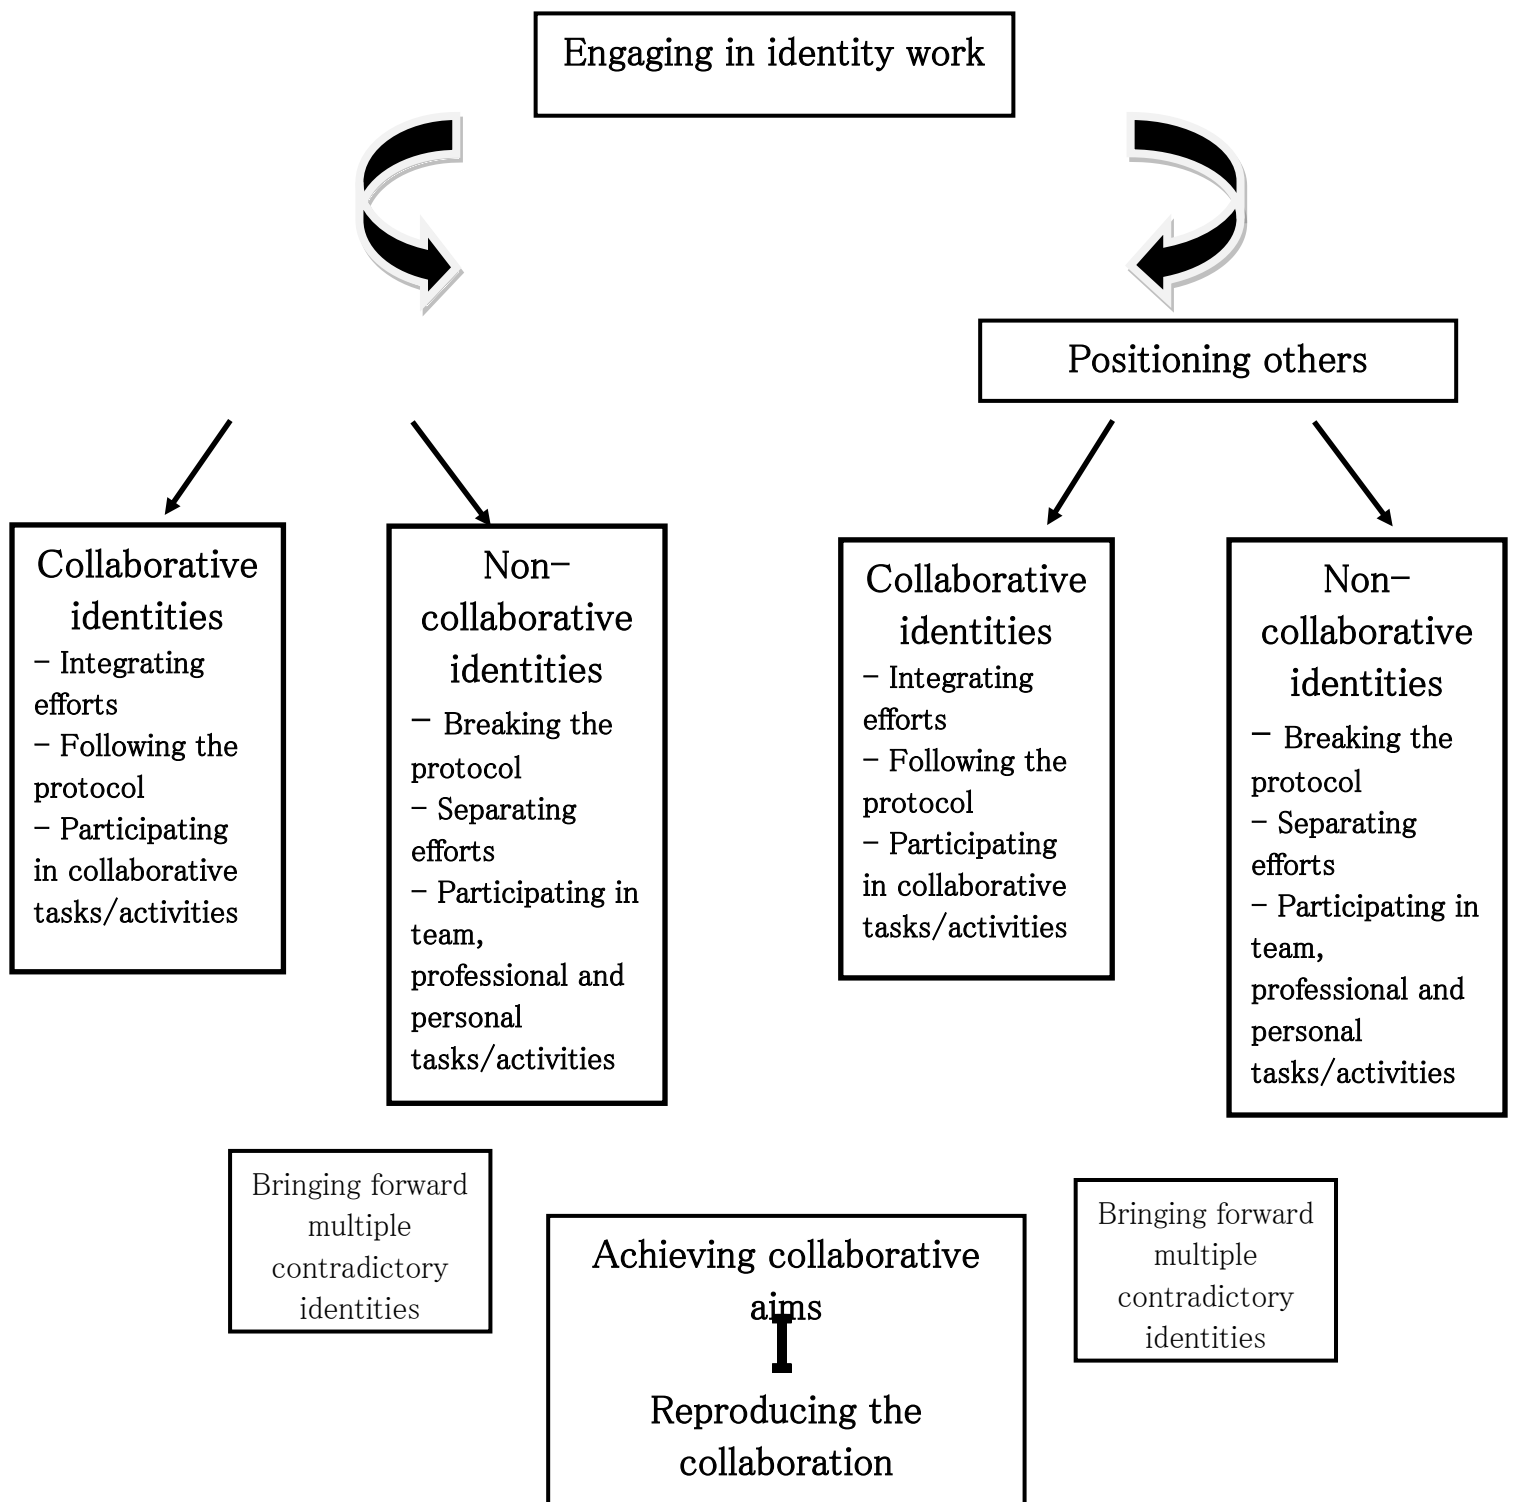 Engaging in identity work
Positioning others
Collaborative
identities
– Integrating
efforts
– Following the
protocol
– Participating
in collaborative
tasks/activities
Non–
collaborative
identities
– Breaking the
protocol
– Separating
efforts
– Participating in
team,
professional and
personal
tasks/activities
Collaborative
identities
– Integrating
efforts
– Following the
protocol
– Participating
in collaborative
tasks/activities
Non–
collaborative
identities
– Breaking the
protocol
– Separating
efforts
– Participating in
team,
professional and
personal
tasks/activities
Bringing forward
multiple
contradictory
identities
Achieving collaborative
aims
Reproducing the
collaboration
Bringing forward
multiple
contradictory
identities